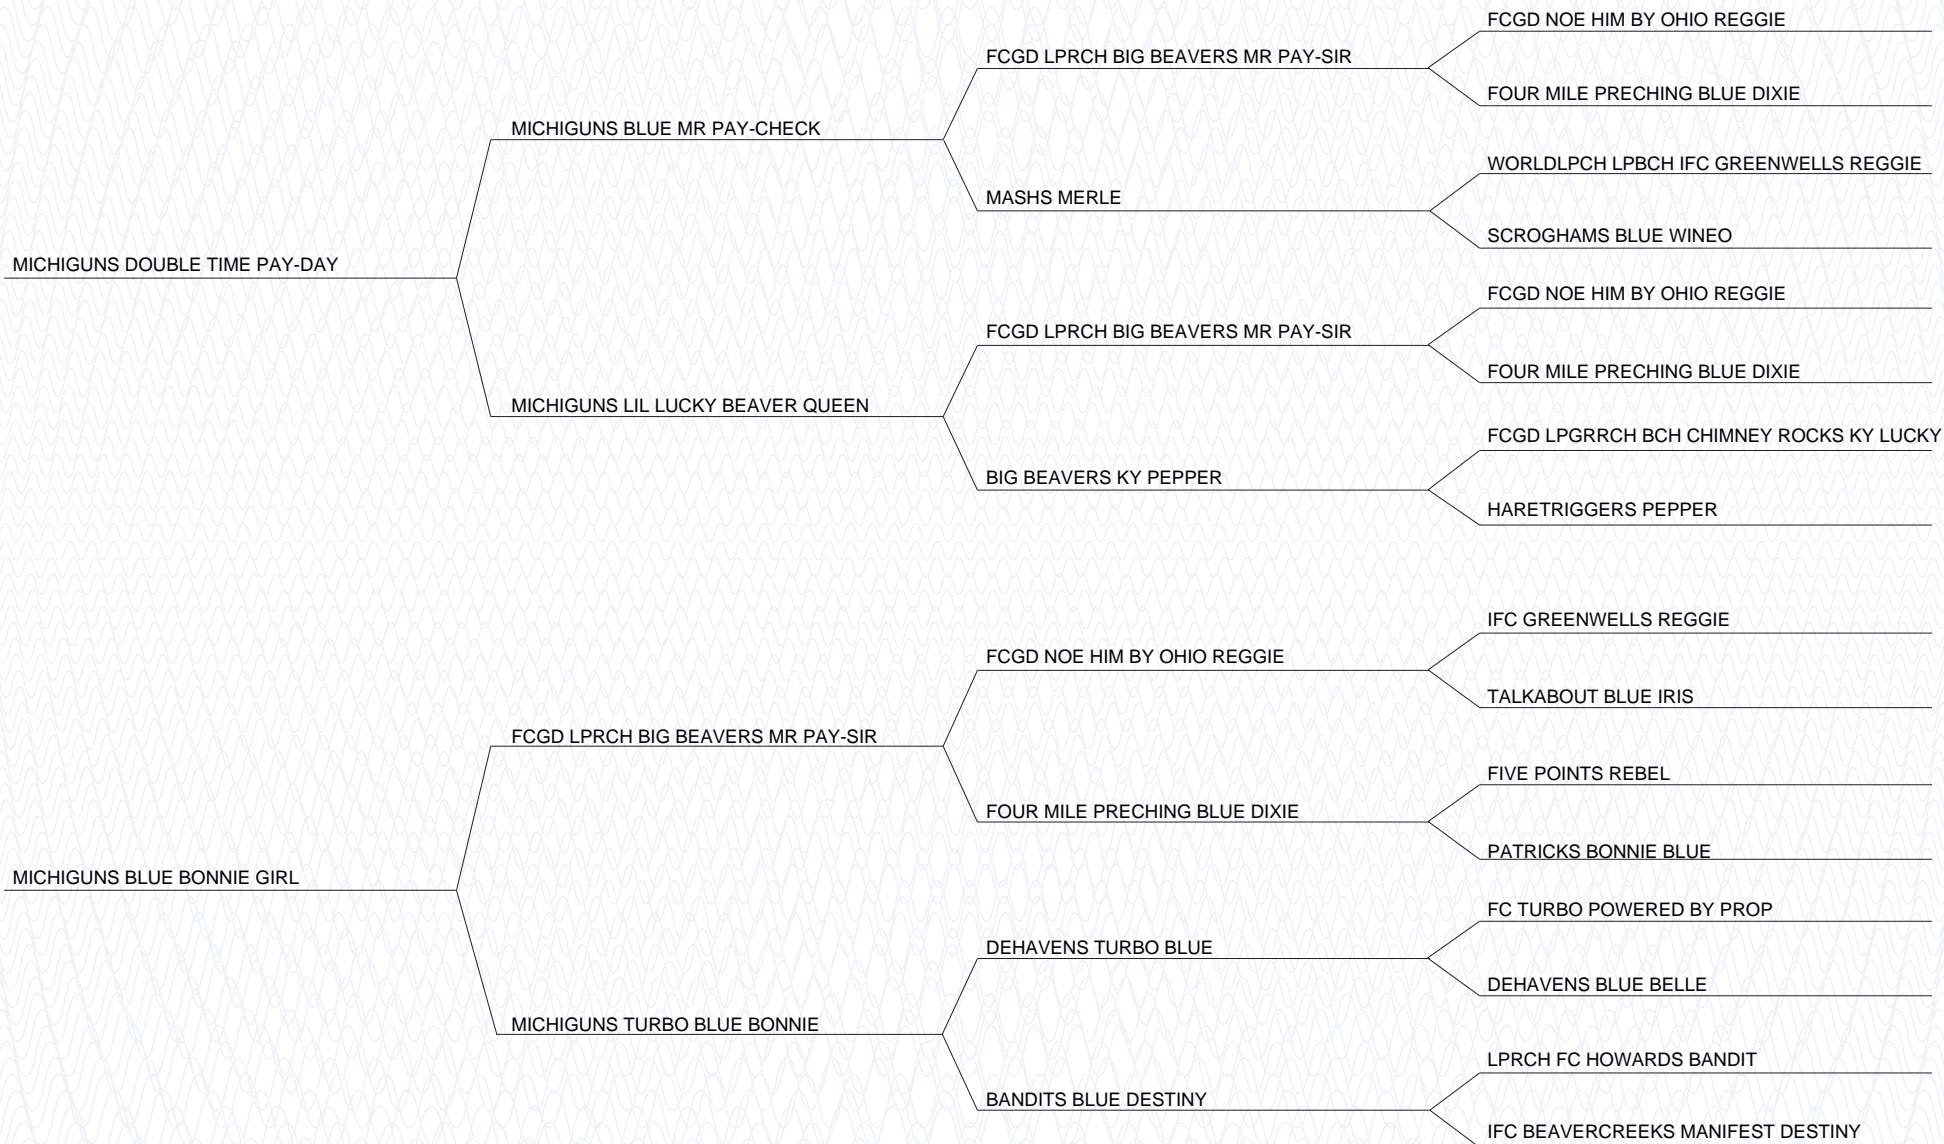 FCGD NOE HIM BY OHIO REGGIE
FCGD LPRCH BIG BEAVERS MR PAY-SIR
FOUR MILE PRECHING BLUE DIXIE
MICHIGUNS BLUE MR PAY-CHECK
WORLDLPCH LPBCH IFC GREENWELLS REGGIE
MASHS MERLE
SCROGHAMS BLUE WINEO
MICHIGUNS DOUBLE TIME PAY-DAY
FCGD NOE HIM BY OHIO REGGIE
FCGD LPRCH BIG BEAVERS MR PAY-SIR
FOUR MILE PRECHING BLUE DIXIE
MICHIGUNS LIL LUCKY BEAVER QUEEN
FCGD LPGRRCH BCH CHIMNEY ROCKS KY LUCKY
BIG BEAVERS KY PEPPER
HARETRIGGERS PEPPER
IFC GREENWELLS REGGIE
FCGD NOE HIM BY OHIO REGGIE
TALKABOUT BLUE IRIS
FCGD LPRCH BIG BEAVERS MR PAY-SIR
FIVE POINTS REBEL
FOUR MILE PRECHING BLUE DIXIE
PATRICKS BONNIE BLUE
MICHIGUNS BLUE BONNIE GIRL
FC TURBO POWERED BY PROP
DEHAVENS TURBO BLUE
DEHAVENS BLUE BELLE
MICHIGUNS TURBO BLUE BONNIE
LPRCH FC HOWARDS BANDIT
BANDITS BLUE DESTINY
IFC BEAVERCREEKS MANIFEST DESTINY